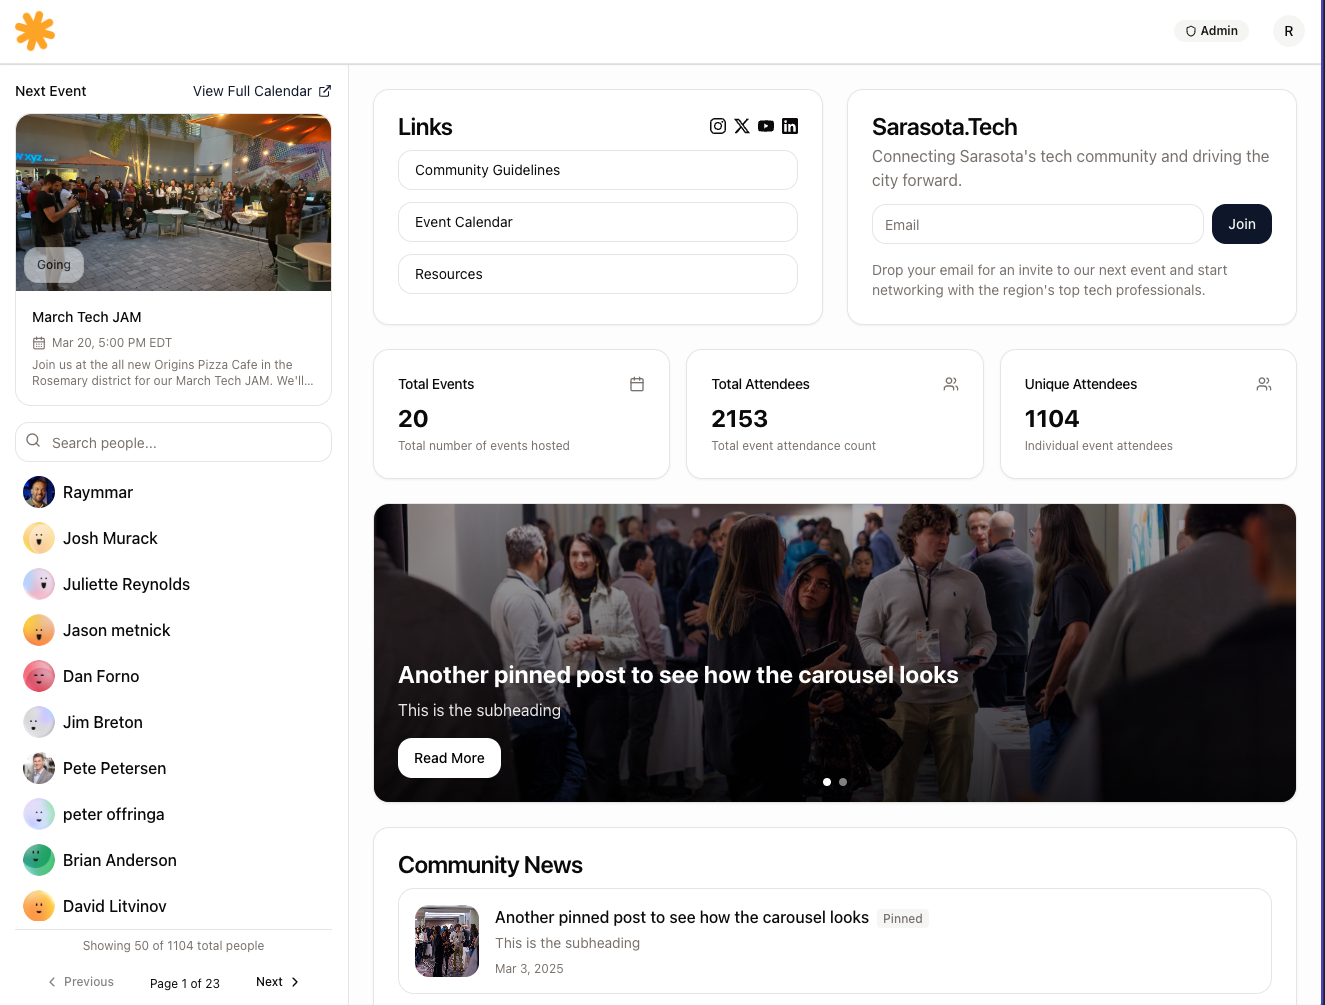 Admin
R
Next Event
View Full Calendar
w xyz
Going
March Tech JAM
Mar 20, 5:00 PM EDT
Join us at the all new Origins Pizza Cafe in the
Rosemary district for our March Tech JAM. We'll...
Search people...
Raymmar
Josh Murack
Juliette Reynolds
Jason metnick
Dan Forno
Jim Breton
Pete Petersen
peter offringa
Brian Anderson
David Litvinov
Showing 50 of 1104 total people
Previous
Page 1 of 23
Next
Links
Community Guidelines
Event Calendar
Resources
Sarasota.Tech
Connecting Sarasota's tech community and driving the
city forward.
Email
Join
Drop your email for an invite to our next event and start
networking with the region's top tech professionals.
Total Events
20
Total number of events hosted
Total Attendees
2153
Total event attendance count
Unique Attendees
1104
Individual event attendees
Another pinned post to see how the carousel looks
This is the subheading
Read More
Community News
Another pinned post to see how the carousel looks
Pinned
This is the subheading
Mar 3, 2025